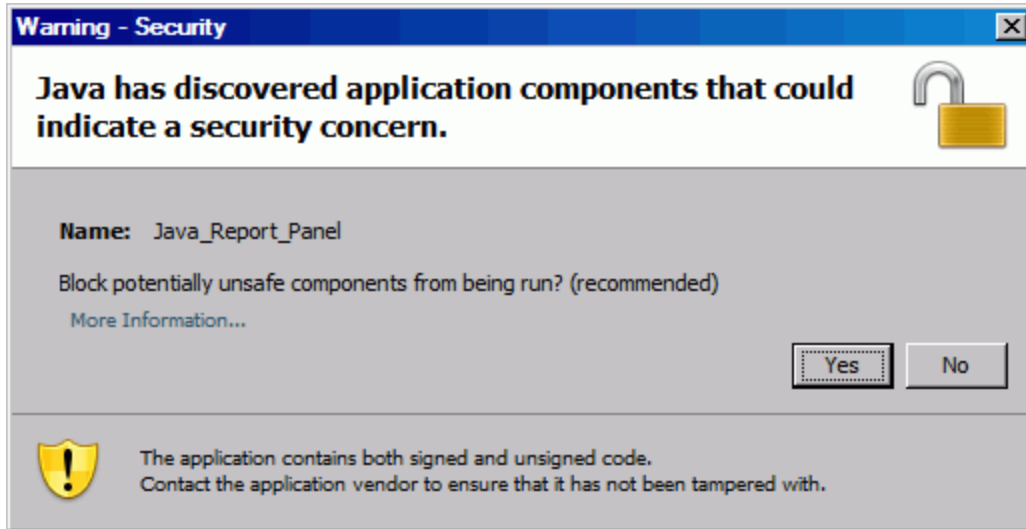 Warning - Security
Java has discovered application components that could
indicate a security concern.
Name: Java_Report_Panel
Block potentially unsafe components from being run? (recommended)
More Information...
Yes No
The application contains both signed and unsigned code.
Contact the application vendor to ensure that it has not been tampered with.